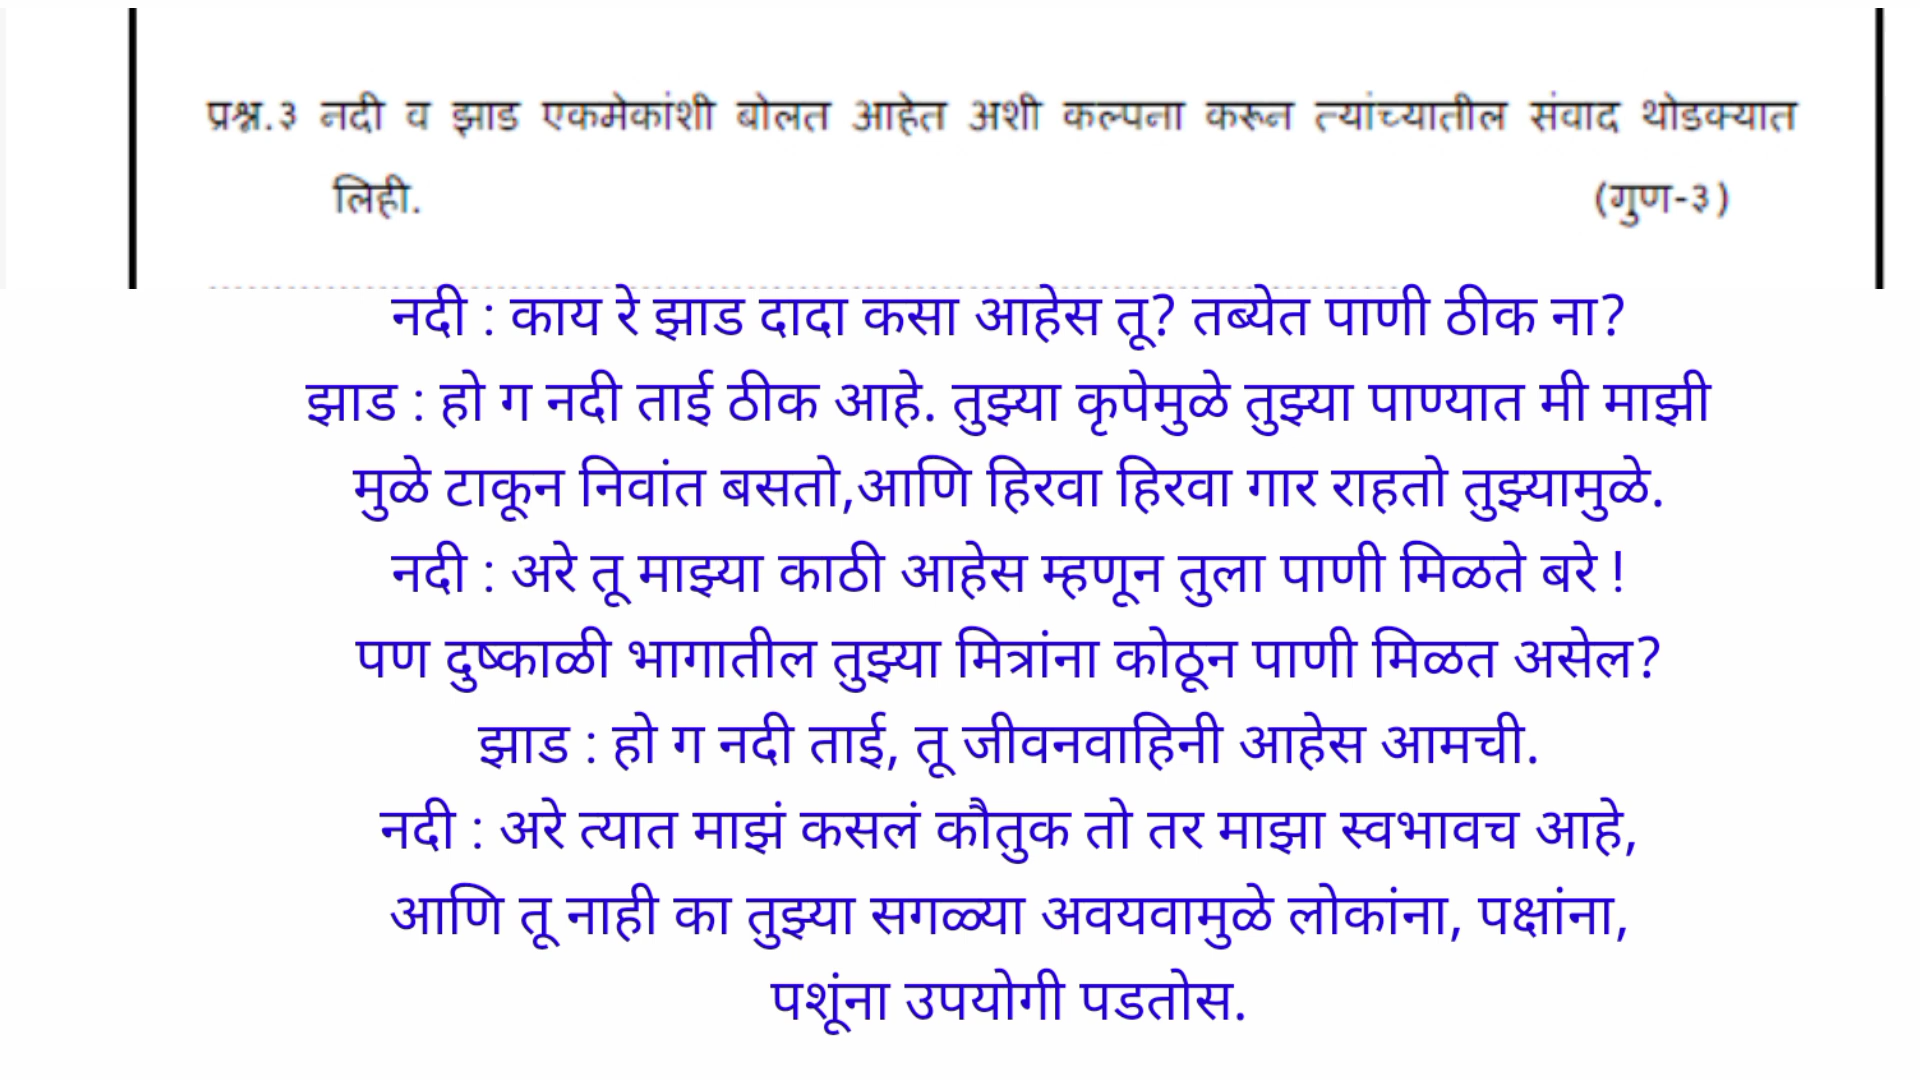 प्रश्न.३ नदी व झाड एकमेकांशी बोलत आहेत अशी कल्पना करून त्यांच्यातील संवाद थोडक्यात
लिही. (गुण-३)
नदी : काय रे झाड दादा कसा आहेस तू? तब्येत पाणी ठीक ना?
झाड : हो ग नदी ताई ठीक आहे. तुझ्या कृपेमुळे तुझ्या पाण्यात मी माझी
मुळे टाकून निवांत बसतो,आणि हिरवा हिरवा गार राहतो तुझ्यामुळे.
नदी : अरे तू माझ्या काठी आहेस म्हणून तुला पाणी मिळते बरे !
पण दुष्काळी भागातील तुझ्या मित्रांना कोठून पाणी मिळत असेल?
झाड : हो ग नदी ताई, तू जीवनवाहिनी आहेस आमची.
नदी : अरे त्यात माझं कसलं कौतुक तो तर माझा स्वभावच आहे,
आणि तू नाही का तुझ्या सगळ्या अवयवामुळे लोकांना, पक्षांना,
पशूंना उपयोगी पडतोस.